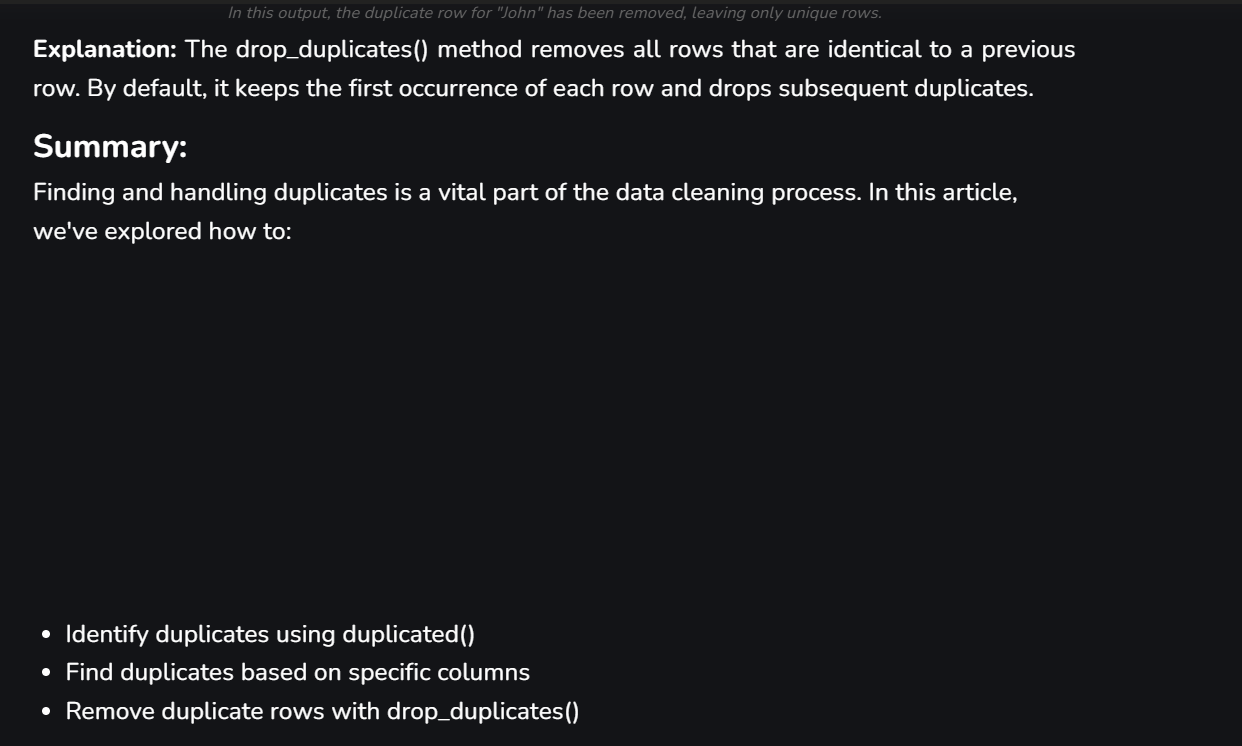 In this output, the duplicate row for "John" has been removed, leaving only unique rows.
Explanation: The drop_duplicates() method removes all rows that are identical to a previous
row. By default, it keeps the first occurrence of each row and drops subsequent duplicates.
Summary:
Finding and handling duplicates is a vital part of the data cleaning process. In this article,
we've explored how to:
• Identify duplicates using duplicated()
• Find duplicates based on specific columns
• Remove duplicate rows with drop_duplicates()